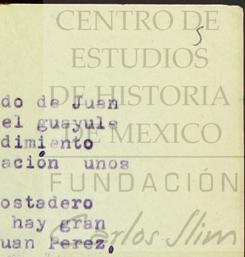 CENTRO DE
5
ESTUDIOS
do de Juan
DE HISTORIA
el guayule
DE MEXICO
dimiento
ación unos
FUNDACIÓN
ostadero
hay gran
Carlos Slim
uan Perez,